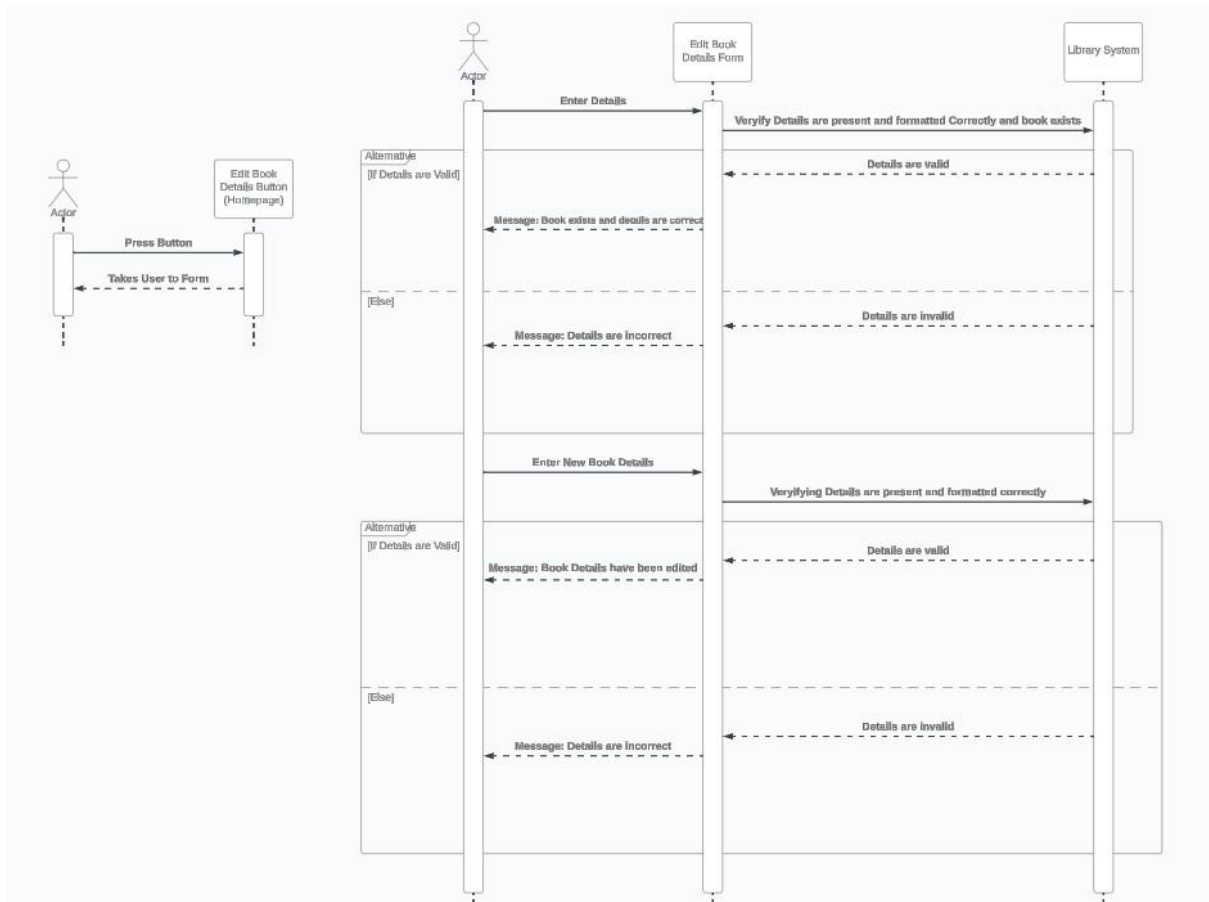 Actor
Edit Book
Details Button
(Homepage)
Press Button
Takes User to Form
Actor
Edit Book
Details Form
Library System
Enter Details
Veryify Details are present and formatted Correctly and book exists
Alternative
[If Details are Valid]
Details are valid
Message: Book exists and details are correct
[Else]
Details are invalid
Message: Details are incorrect
Enter New Book Details
Veryifying Details are present and formatted correctly
Alternative
[If Details are Valid]
Details are valid
Message: Book Details have been edited
[Else]
Details are invalid
Message: Details are incorrect